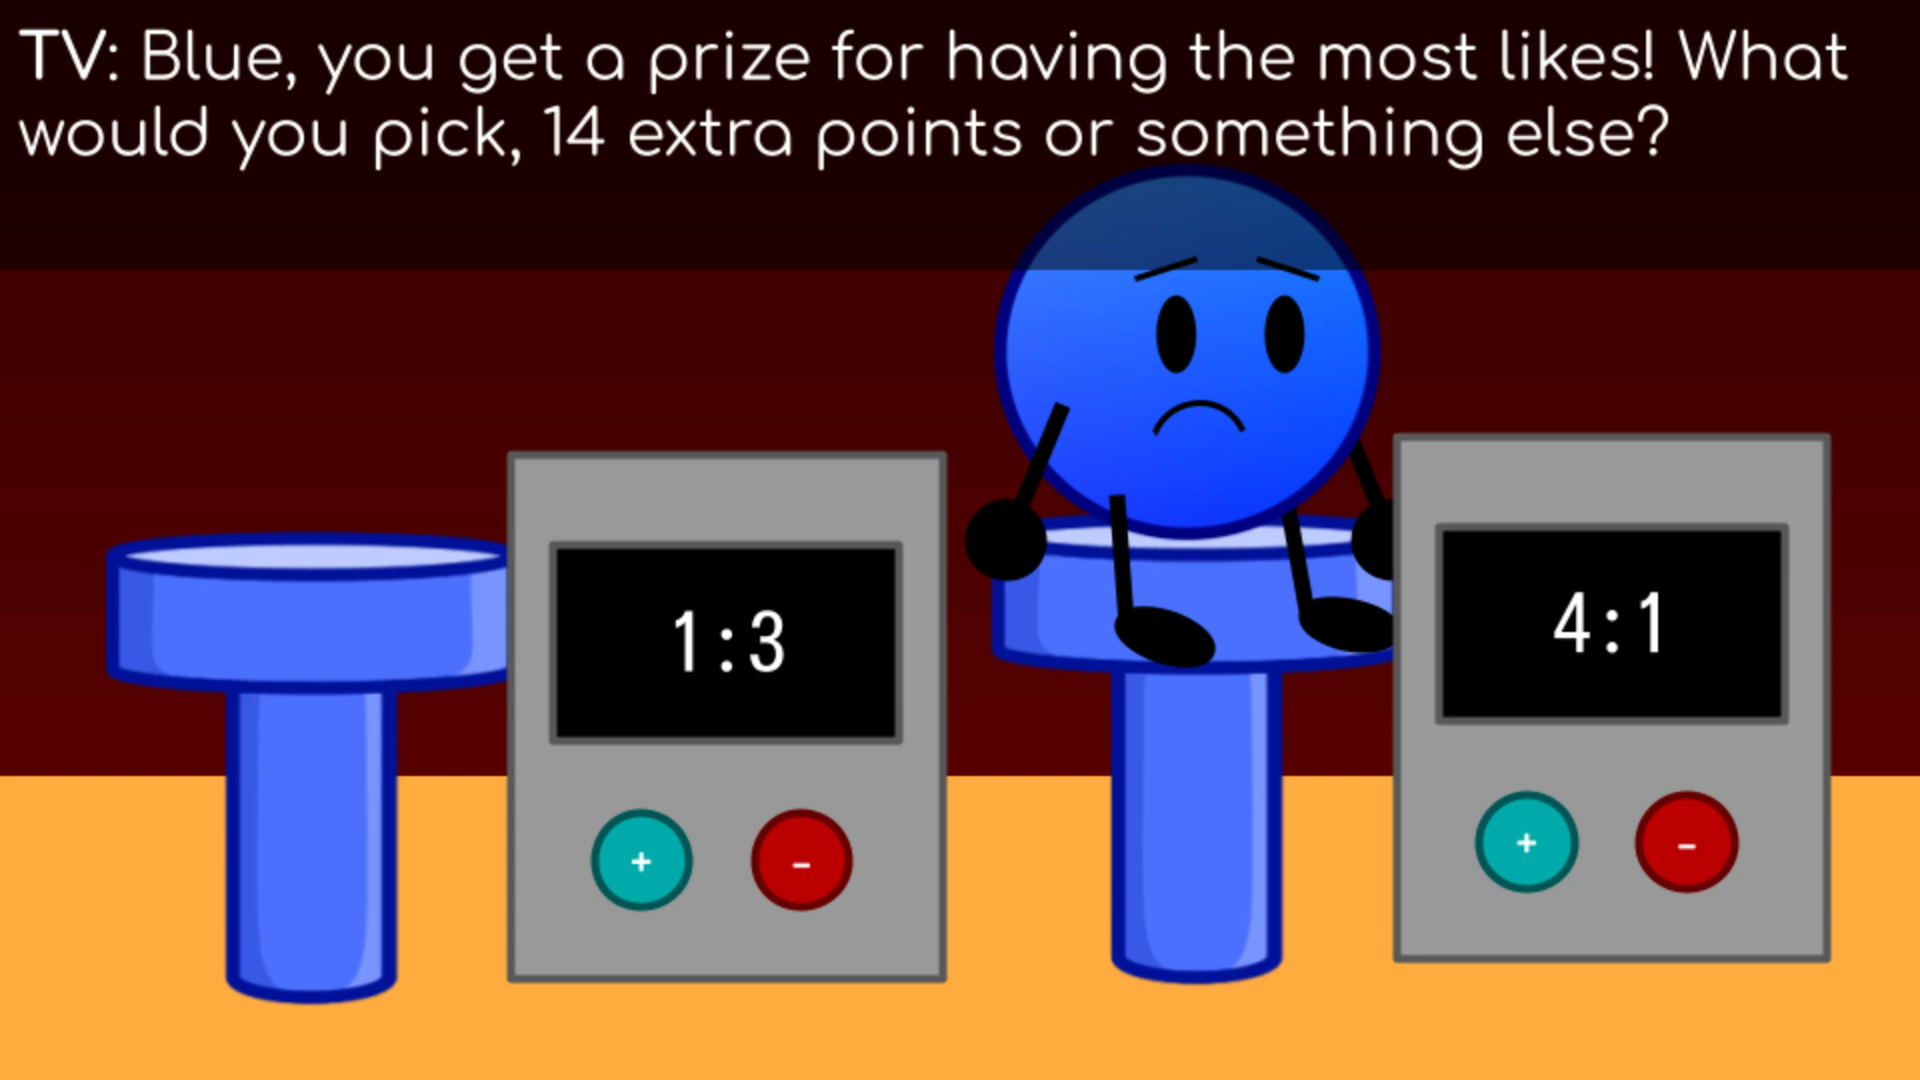 TV: Blue, you get a prize for having the most likes! What
would you pick, 14 extra points or something else?
1:3
4:1
+ -
+ -